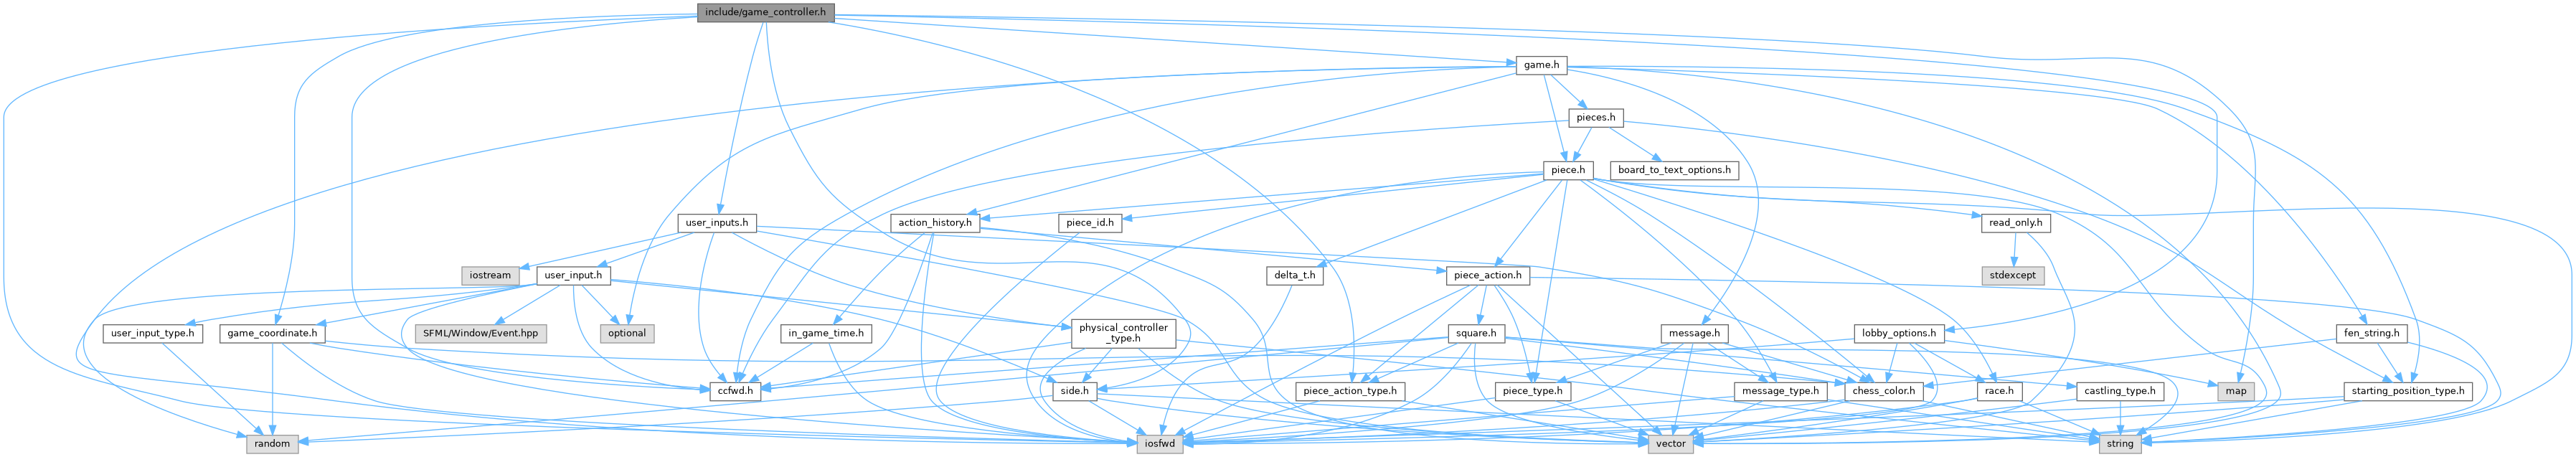 include/game_controller.h
game.h
pieces.h
piece.h
board_to_text_options.h
user_inputs.h
action_history.h
piece_id.h
read_only.h
iostream
user_input.h
delta_t.h
piece_action.h
stdexcept
user_input_type.h
game_coordinate.h
SFML/Window/Event.hpp
optional
in_game_time.h
physical_controller
_type.h
square.h
message.h
lobby_options.h
fen_string.h
ccfwd.h
side.h
piece_action_type.h
piece_type.h
message_type.h
chess_color.h
race.h
castling_type.h
map
starting_position_type.h
random
iosfwd
vector
string